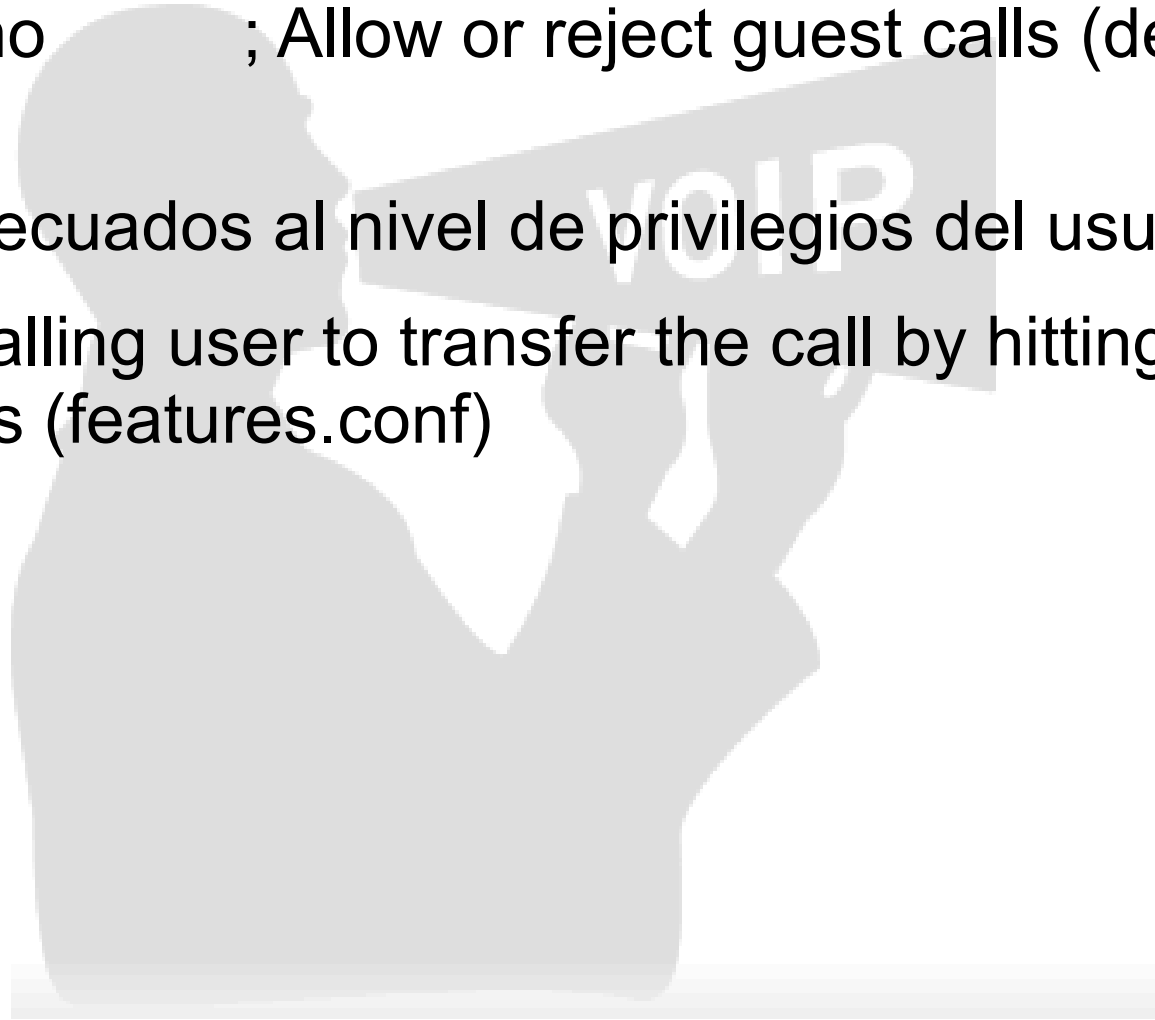 no ; Allow or reject guest calls (de
VOIP
ecuados al nivel de privilegios del usu
alling user to transfer the call by hitting
s (features.conf)